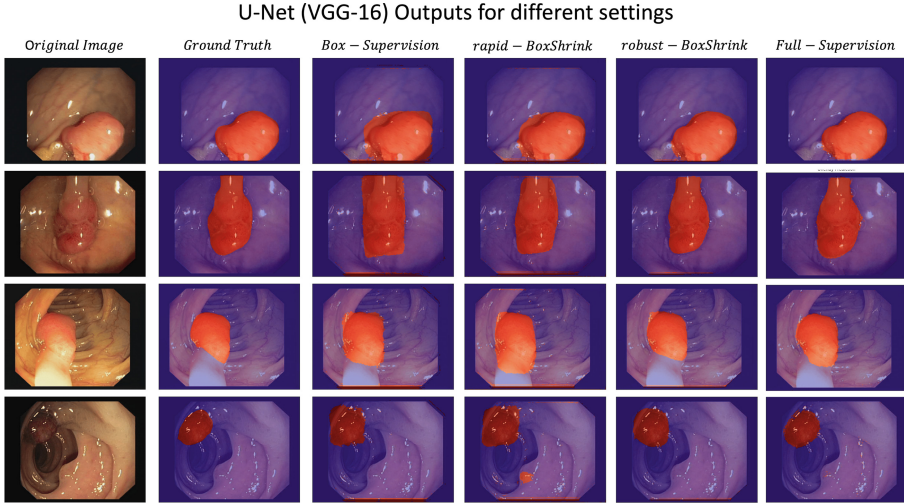 U-Net (VGG-16) Outputs for different settings
Original Image Ground Truth Box – Supervision rapid – BoxShrink robust – BoxShrink Full – Supervision